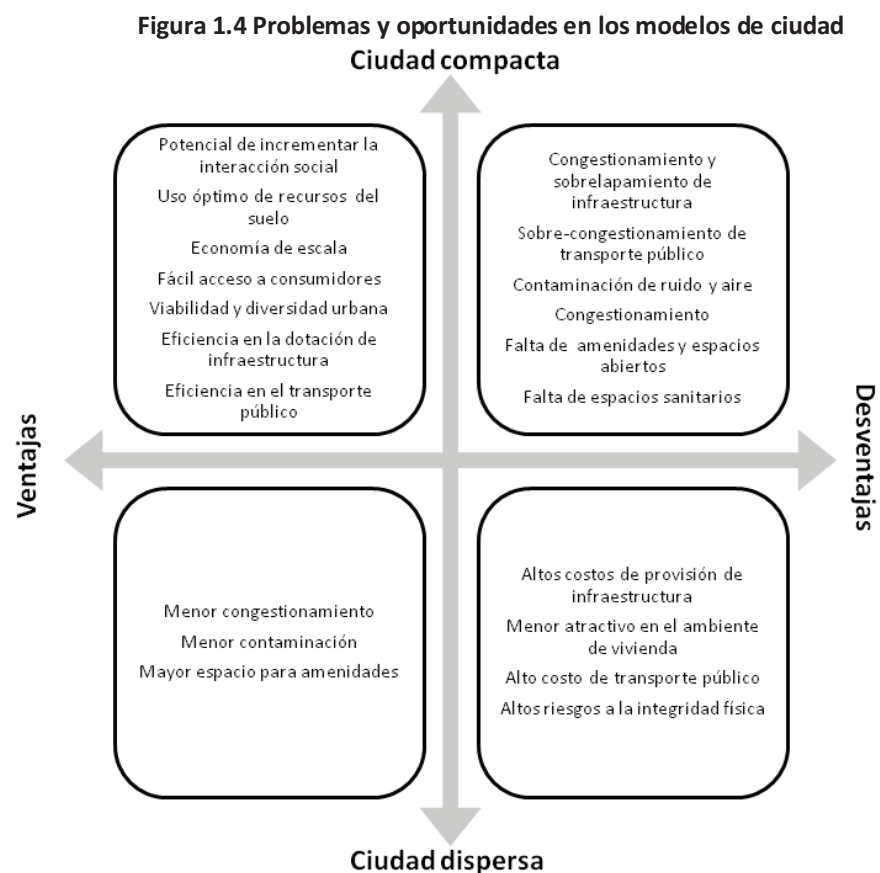 Figura 1.4 Problemas y oportunidades en los modelos de ciudad
Ciudad compacta
Potencial de incrementar la
interacción social
Uso óptimo de recursos del
suelo
Economía de escala
Fácil acceso a consumidores
Viabilidad y diversidad urbana
Eficiencia en la dotación de
infraestructura
Eficiencia en el transporte
público
Congestionamiento y
sobrelapamiento de
infraestructura
Sobre-congestionamiento de
transporte público
Contaminación de ruido y aire
Congestionamiento
Falta de amenidades y espacios
abiertos
Falta de espacios sanitarios
Ventajas
Desventajas
Menor congestionamiento
Menor contaminación
Mayor espacio para amenidades
Altos costos de provisión de
infraestructura
Menor atractivo en el ambiente
de vivienda
Alto costo de transporte público
Altos riesgos a la integridad física
Ciudad dispersa